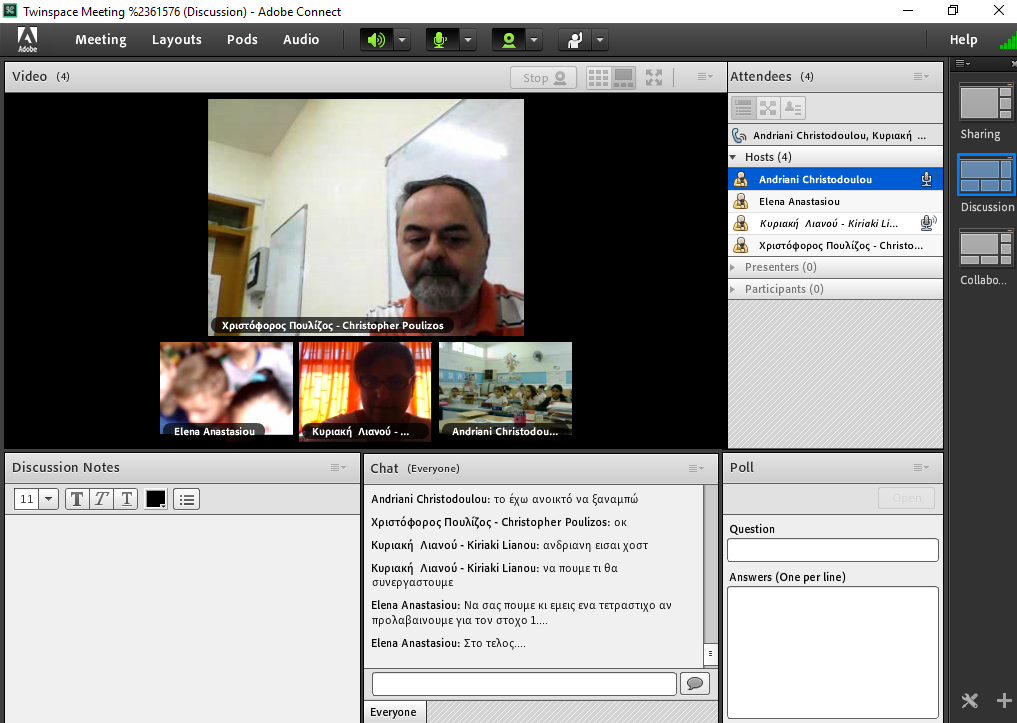 Twinspace Meeting %2361576 (Discussion) - Adobe Connect
Adobe
Meeting Layouts Pods Audio Help
Video (4)
Stop
Χριστόφορος Πουλίζος - Christopher Poulizos
Elena Anastasiou
Κυριακή Λιανού - ...
Andriani Christodou...
Attendees (4)
Andriani Christodoulou, Κυριακή ...
Hosts (4)
Andriani Christodoulou
Elena Anastasiou
Κυριακή Λιανού - Kiriaki Li...
Χριστόφορος Πουλίζος - Christo...
Presenters (0)
Participants (0)
Sharing
Discussion
Collabo...
Discussion Notes
11
T T T
Chat (Everyone)
Andriani Christodoulou: το έχω ανοικτό να ξαναμπώ
Χριστόφορος Πουλίζος - Christopher Poulizos: οκ
Κυριακή Λιανού - Kiriaki Lianou: ανδριανη εισαι χοστ
Κυριακή Λιανού - Kiriaki Lianou: να πουμε τι θα
συνεργαστουμε
Elena Anastasiou: Να σας πουμε κι εμεις ενα τετραστιχο αν
προλαβαινουμε για τον στοχο 1....
Elena Anastasiou: Στο τελος....
Everyone
Poll
Open
Question
Answers (One per line)